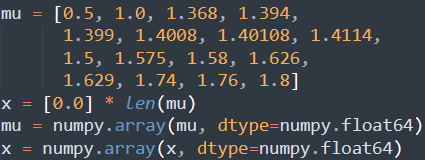 mu = [0.5, 1.0, 1.368, 1.394,
1.399, 1.4008, 1.40108, 1.4114,
1.5, 1.575, 1.58, 1.626,
1.629, 1.74, 1.76, 1.8]
x = [0.0] * len(mu)
mu = numpy.array(mu, dtype=numpy.float64)
x = numpy.array(x, dtype=numpy.float64)